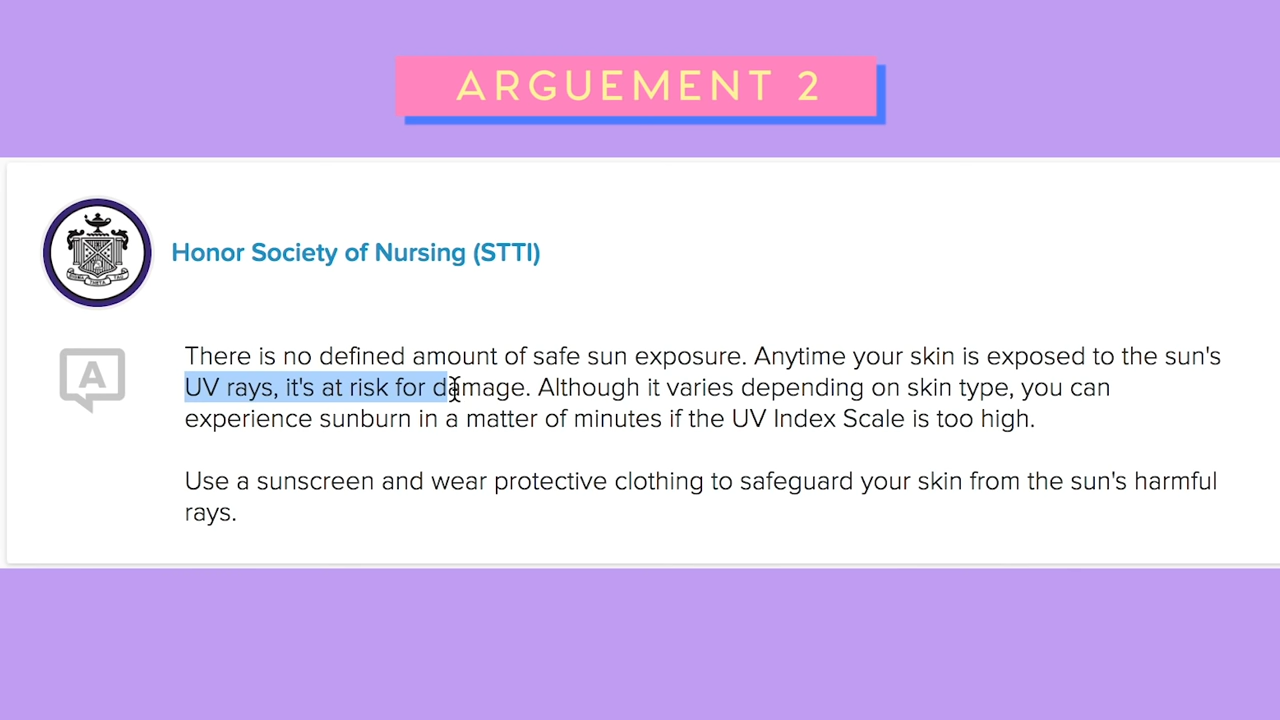 ARGUEMENT 2
Honor Society of Nursing (STTI)
A
There is no defined amount of safe sun exposure. Anytime your skin is exposed to the sun's
UV rays, it's at risk for damage. Although it varies depending on skin type, you can
experience sunburn in a matter of minutes if the UV Index Scale is too high.
Use a sunscreen and wear protective clothing to safeguard your skin from the sun's harmful
rays.